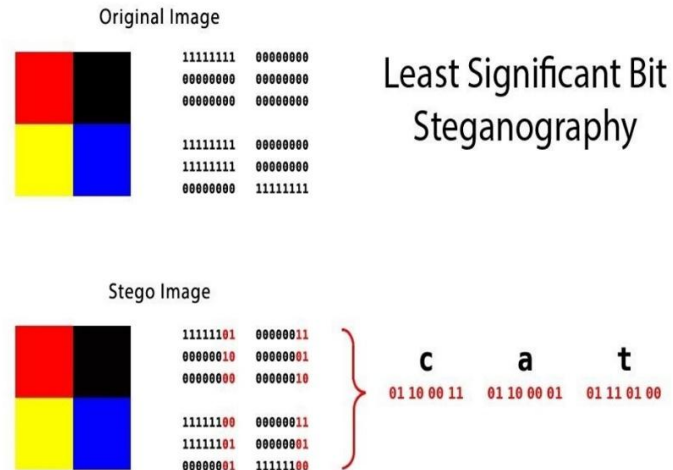 Original Image
11111111 00000000
00000000 00000000
00000000 00000000
11111111 00000000
11111111 00000000
00000000 11111111
Least Significant Bit
Steganography
Stego Image
11111101 00000011
00000010 00000001
00000000 00000010
11111100 00000011
11111101 00000001
00000001 11111100
c a t
01 10 00 11 01 10 00 01 01 11 01 00